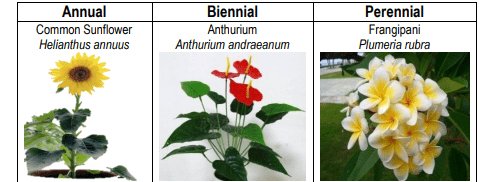 Annual
Biennial
Perennial
Common Sunflower
Helianthus annuus
Anthurium
Anthurium andraeanum
Frangipani
Plumeria rubra